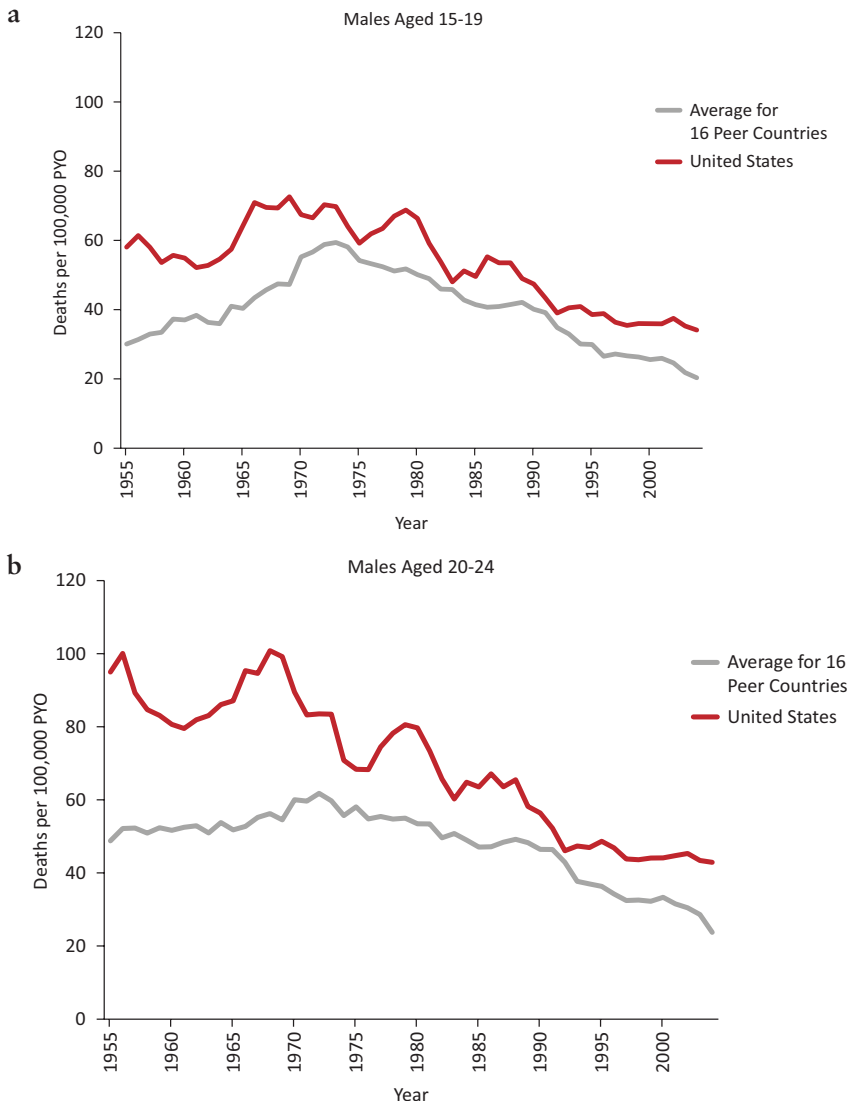 a
Males Aged 15-19
120
100
80
60
40
20
0
Deaths per 100,000 PYO
Average for
16 Peer Countries
United States
1955
1960
1965
1970
1975
1980
1985
1990
1995
2000
Year
b
Males Aged 20-24
120
100
80
60
40
20
0
Deaths per 100,000 PYO
Average for 16
Peer Countries
United States
1955
1960
1965
1970
1975
1980
1985
1990
1995
2000
Year